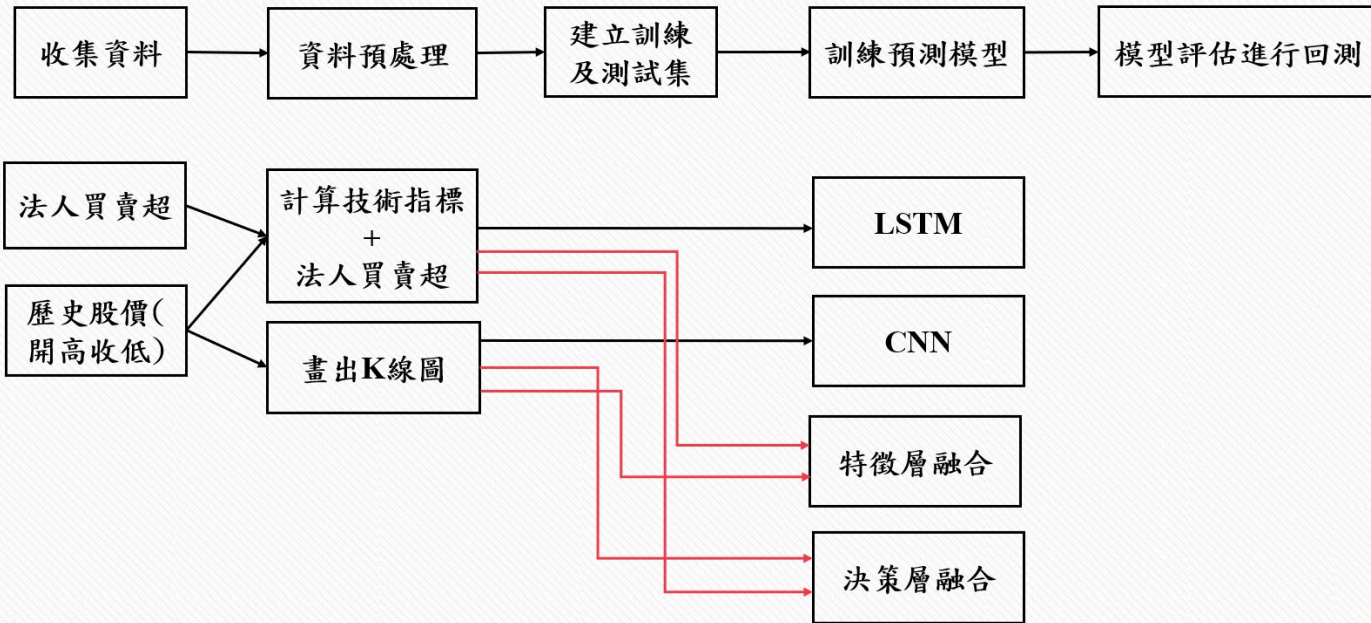 收集資料
資料預處理
建立訓練
及測試集
訓練預測模型
模型評估進行回測
法人買賣超
歷史股價(
開高收低)
計算技術指標
+
法人買賣超
畫出K線圖
LSTM
CNN
特徵層融合
決策層融合